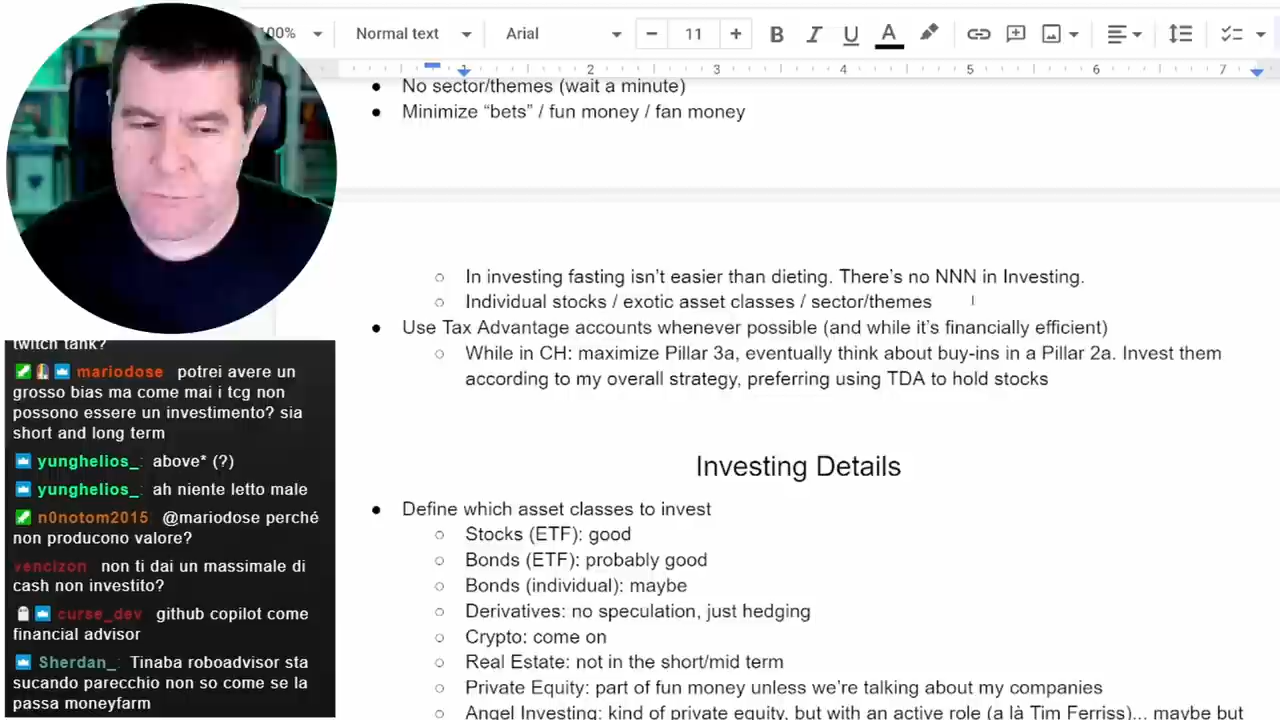 100%
Normal text
Arial
11
B I U A
1 2 3 4 5 6 7
No sector/themes (wait a minute)
Minimize “bets” / fun money / fan money
In investing fasting isn’t easier than dieting. There’s no NNN in Investing.
Individual stocks / exotic asset classes / sector/themes
Use Tax Advantage accounts whenever possible (and while it’s financially efficient)
While in CH: maximize Pillar 3a, eventually think about buy-ins in a Pillar 2a. Invest them
according to my overall strategy, preferring using TDA to hold stocks
Investing Details
Define which asset classes to invest
Stocks (ETF): good
Bonds (ETF): probably good
Bonds (individual): maybe
Derivatives: no speculation, just hedging
Crypto: come on
Real Estate: not in the short/mid term
Private Equity: part of fun money unless we’re talking about my companies
Angel Investing: kind of private equity, but with an active role (a là Tim Ferriss)... maybe but
twitch tank?
mariodose potrei avere un
grosso bias ma come mai i tcg non
possono essere un investimento? sia
short and long term
yunghelios_: above* (?)
yunghelios_: ah niente letto male
n0notom2015: @mariodose perché
non producono valore?
vencizon non ti dai un massimale di
cash non investito?
curse_dev: github copilot come
financial advisor
Sherdan_: Tinaba roboadvisor sta
sucando parecchio non so come se la
passa moneyfarm